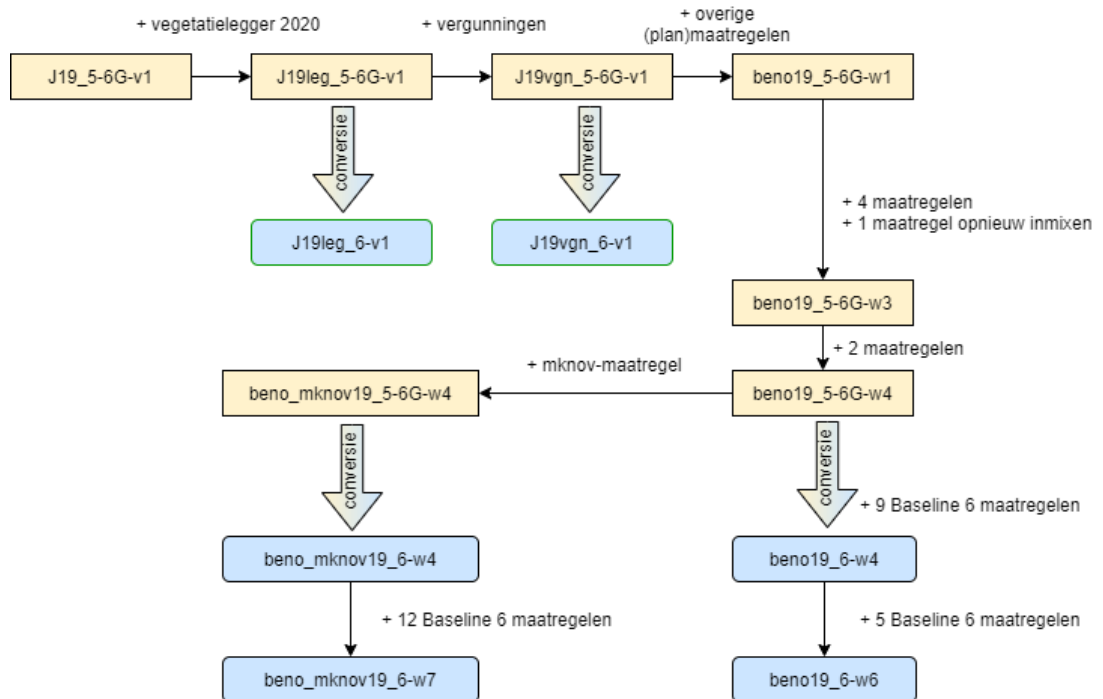 + vegetatielegger 2020
+ vergunningen
+ overige
(plan)maatregelen
J19_5-6G-v1
J19leg_5-6G-v1
J19vgn_5-6G-v1
beno19_5-6G-w1
conversie
conversie
+ 4 maatregelen
+ 1 maatregel opnieuw inmixen
J19leg_6-v1
J19vgn_6-v1
beno19_5-6G-w3
+ 2 maatregelen
+ mknov-maatregel
beno_mknov19_5-6G-w4
beno19_5-6G-w4
conversie
conversie
+ 9 Baseline 6 maatregelen
beno_mknov19_6-w4
beno19_6-w4
+ 12 Baseline 6 maatregelen
+ 5 Baseline 6 maatregelen
beno_mknov19_6-w7
beno19_6-w6